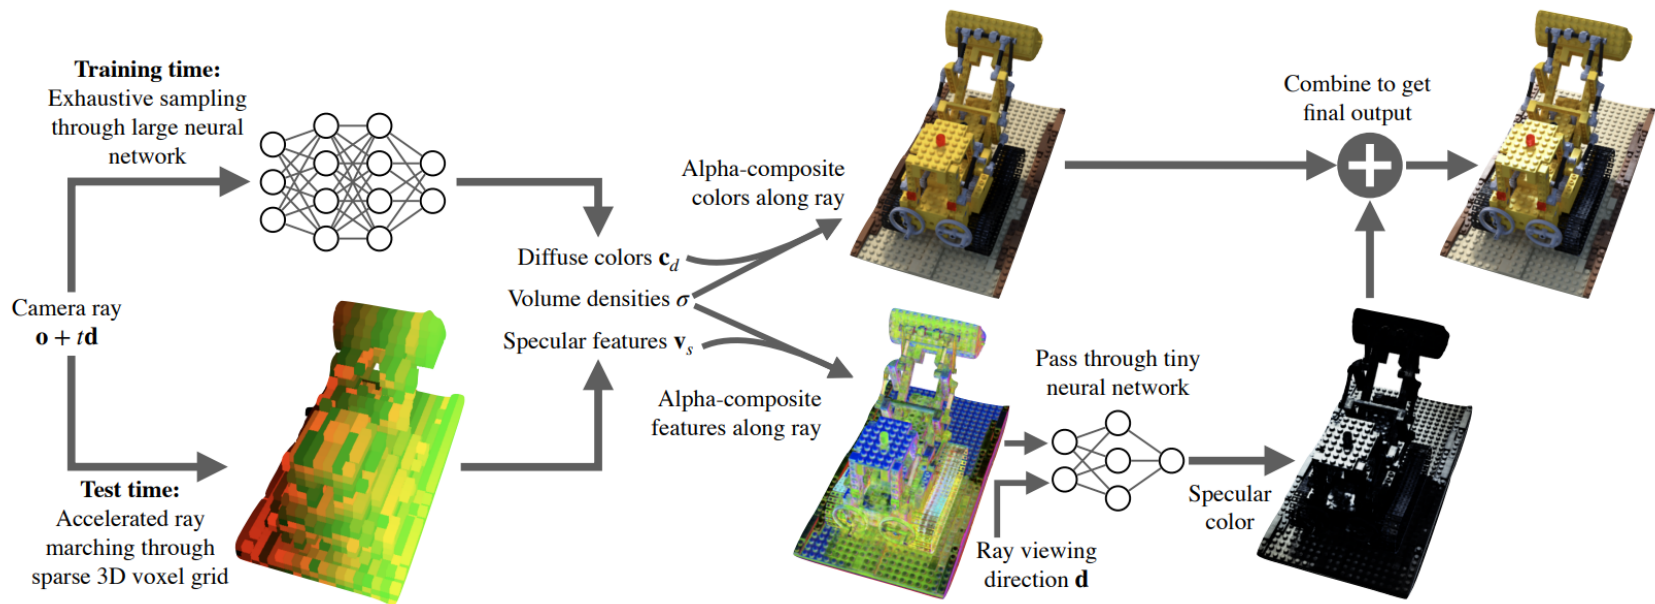 Training time:
Exhaustive sampling
through large neural
network
Camera ray
o + td
Test time:
Accelerated ray
marching through
sparse 3D voxel grid
Diffuse colors c_d
Volume densities σ
Specular features v_s
Alpha-composite
colors along ray
Alpha-composite
features along ray
Pass through tiny
neural network
Ray viewing
direction d
Specular
color
Combine to get
final output